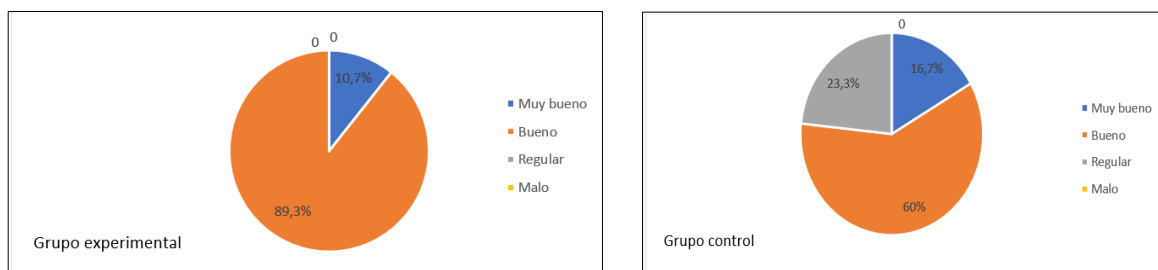 0 0
10,7%
89,3%
Muy bueno
Bueno
Regular
Malo
Grupo experimental
0
16,7%
23,3%
60%
Muy bueno
Bueno
Regular
Malo
Grupo control